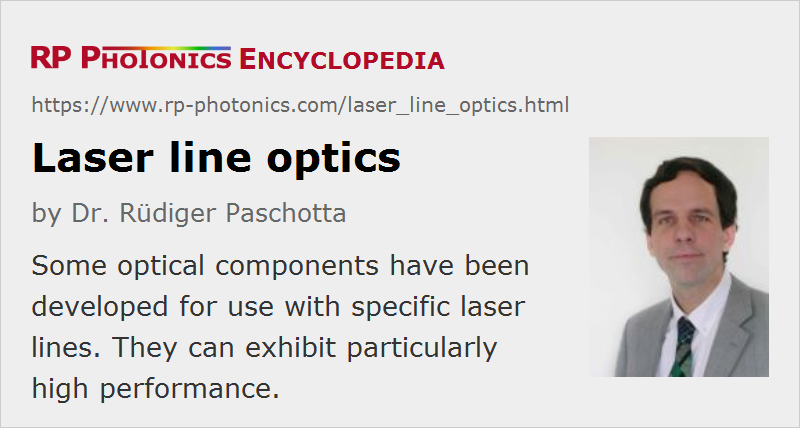 RP PHOTONICS ENCYCLOPEDIA
https://www.rp-photonics.com/laser_line_optics.html
Laser line optics
by Dr. Rüdiger Paschotta
Some optical components have been
developed for use with specific laser
lines. They can exhibit particularly
high performance.